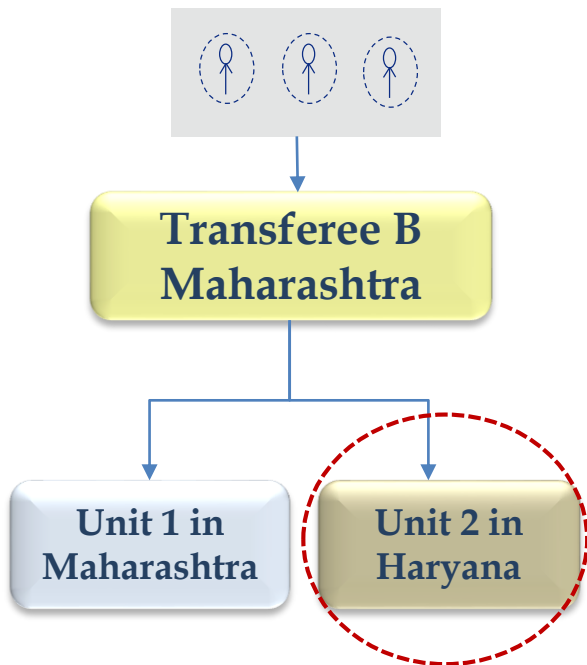 Transferee B
Maharashtra
Unit 1 in
Maharashtra
Unit 2 in
Haryana